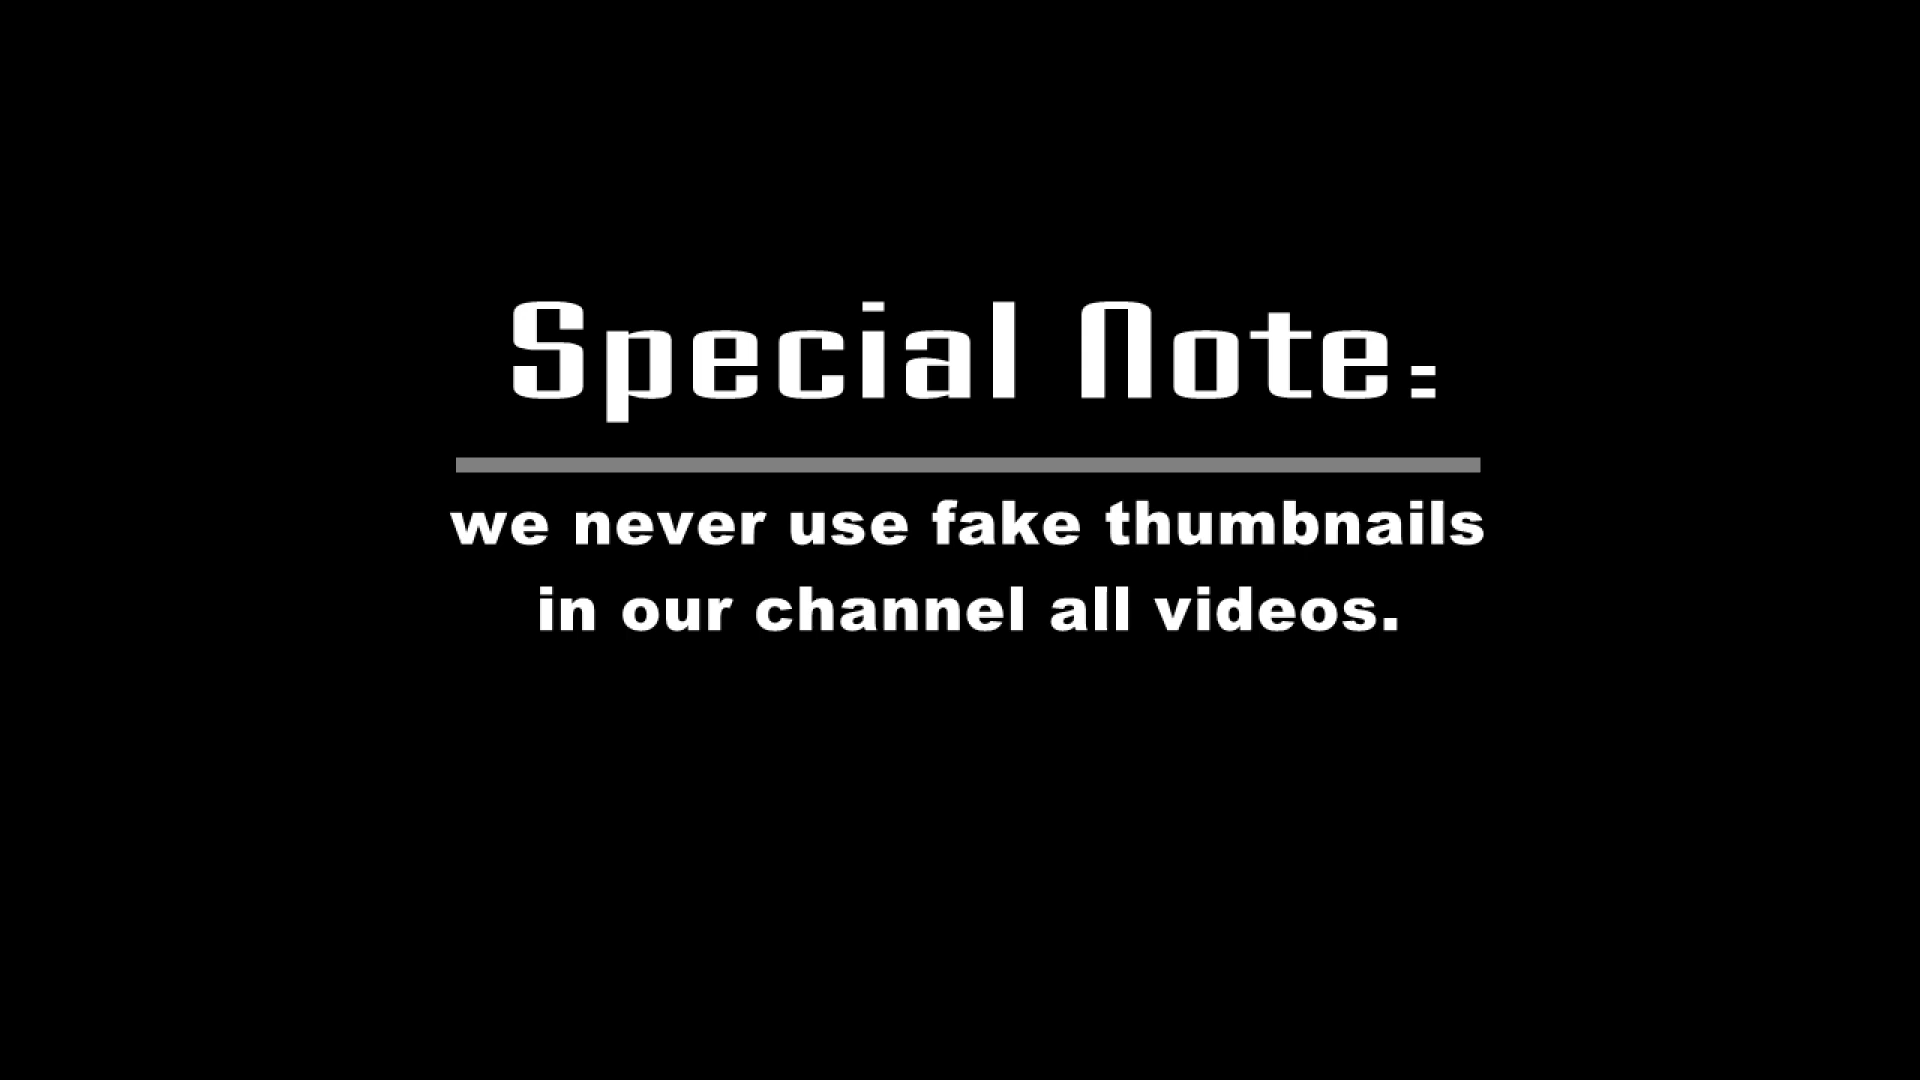 Special Note:
we never use fake thumbnails
in our channel all videos.